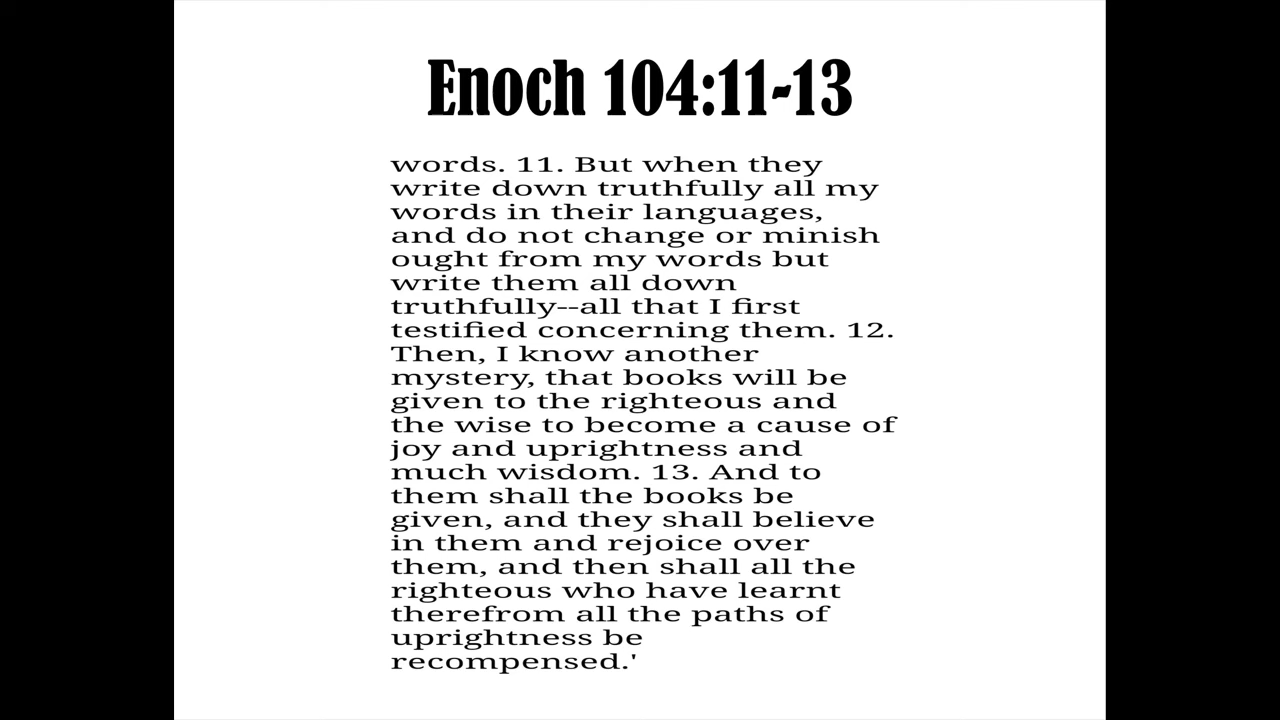 Enoch 104:11-13
words. 11. But when they
write down truthfully all my
words in their languages,
and do not change or minish
ought from my words but
write them all down
truthfully--all that I first
testified concerning them. 12.
Then, I know another
mystery, that books will be
given to the righteous and
the wise to become a cause of
joy and uprightness and
much wisdom. 13. And to
them shall the books be
given, and they shall believe
in them and rejoice over
them, and then shall all the
righteous who have learnt
therefrom all the paths of
uprightness be
recompensed.'